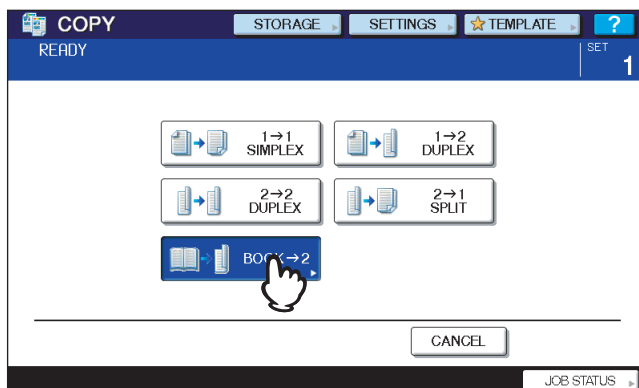 COPY
STORAGE
SETTINGS
TEMPLATE
?
READY
SET
1
1→1
SIMPLEX
1→2
DUPLEX
2→2
DUPLEX
2→1
SPLIT
BOOK→2
CANCEL
JOB STATUS